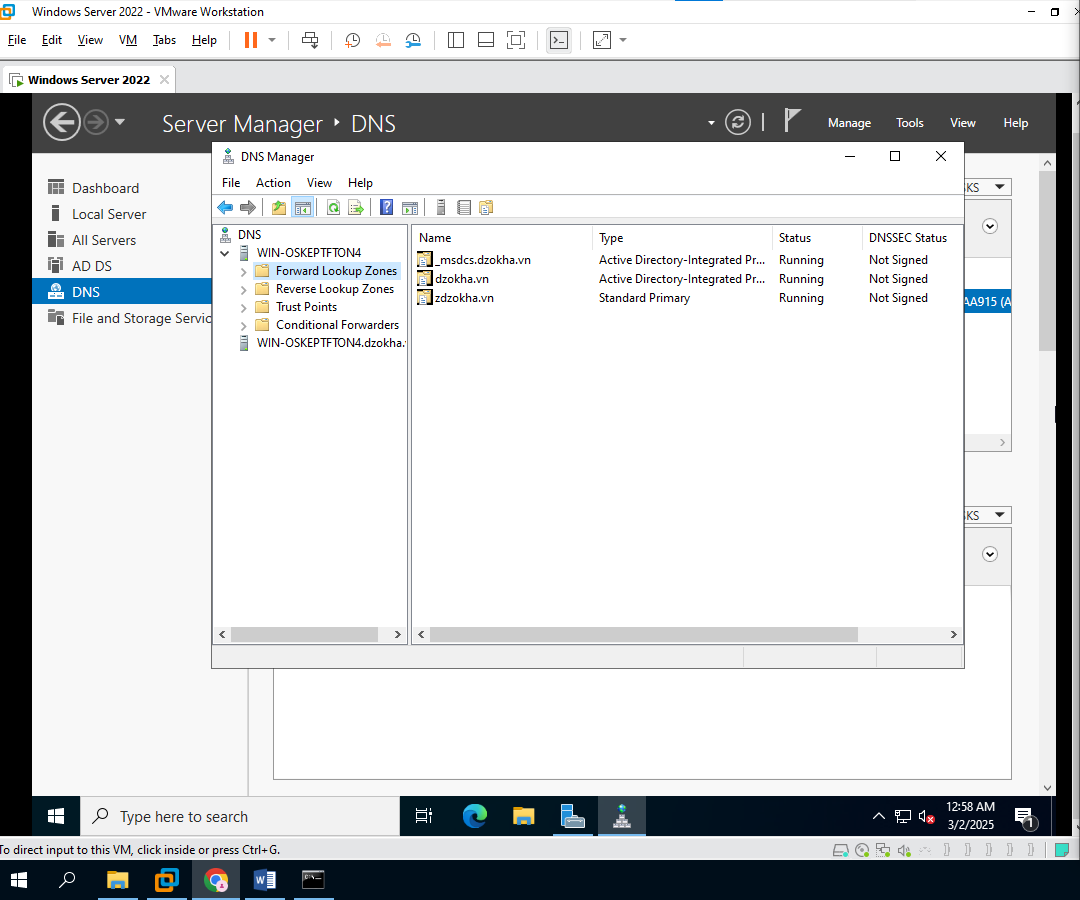 Windows Server 2022 - VMware Workstation
File Edit View VM Tabs Help
Windows Server 2022
Server Manager DNS
Manage Tools View Help
Dashboard
Local Server
All Servers
AD DS
DNS
File and Storage Servic
DNS Manager
File Action View Help
DNS
WIN-OSKEPTFTON4
Forward Lookup Zones
Reverse Lookup Zones
Trust Points
Conditional Forwarders
WIN-OSKEPTFTON4.dzokha.
Name Type Status DNSSEC Status
_msdcs.dzokha.vn Active Directory-Integrated Pr... Running Not Signed
dzokha.vn Active Directory-Integrated Pr... Running Not Signed
zdzokha.vn Standard Primary Running Not Signed
KS
AA915 (A
KS
Type here to search
12:58 AM
3/2/2025
1
To direct input to this VM, click inside or press Ctrl+G.